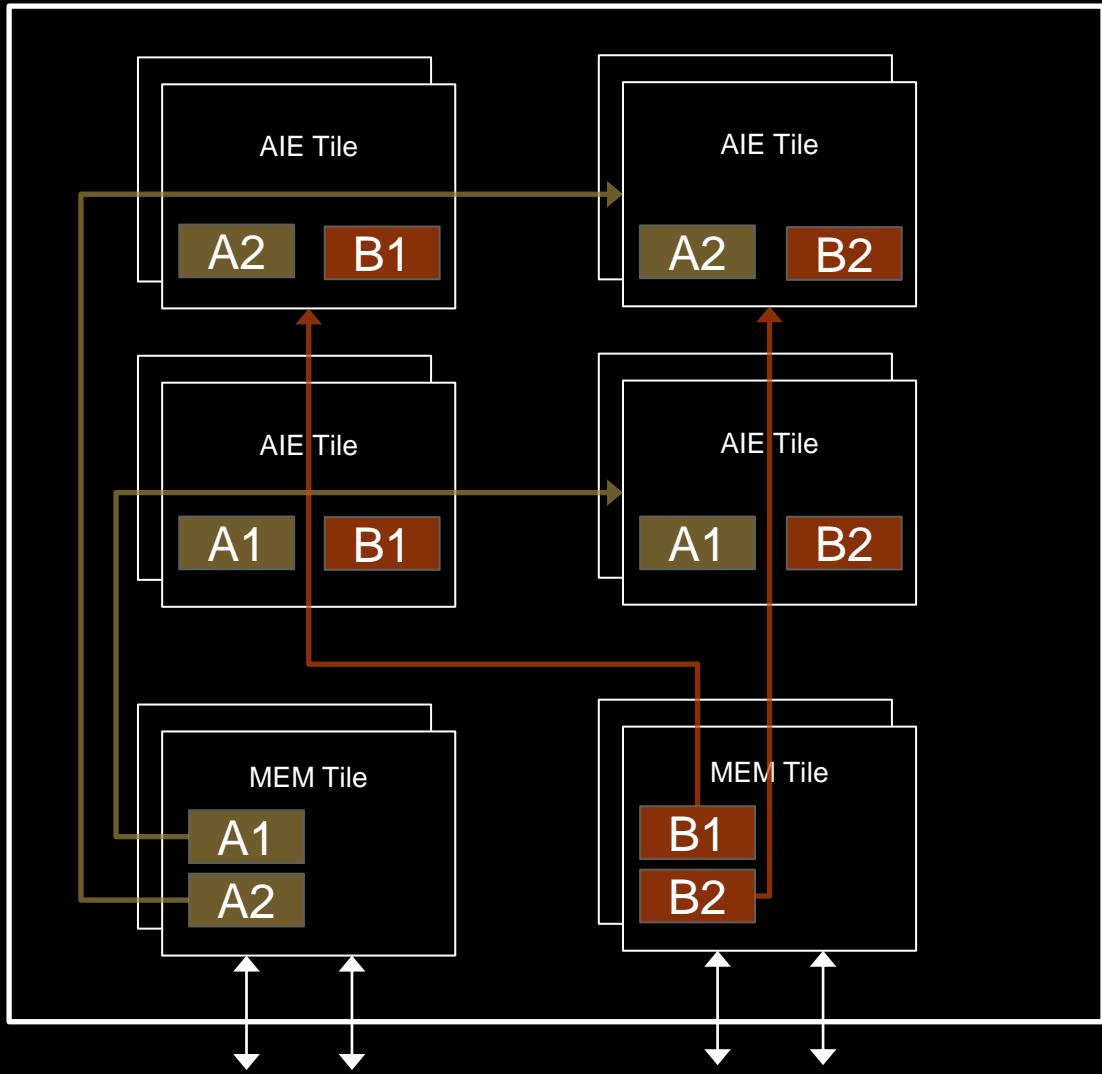 AIE Tile
A2 B1
AIE Tile
A2 B2
AIE Tile
A1 B1
AIE Tile
A1 B2
MEM Tile
A1
A2
MEM Tile
B1
B2